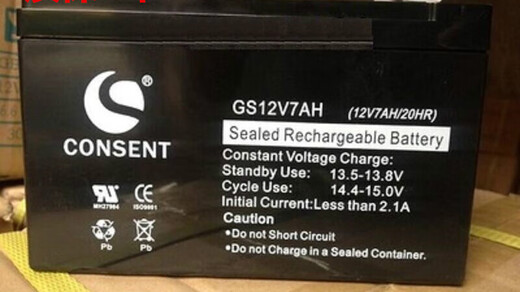 ®
CONSENT
GS12V7AH (12V7AH/20HR)
Sealed Rechargeable Battery
Constant Voltage Charge:
Standby Use: 13.5-13.8V
Cycle Use: 14.4-15.0V
Initial Current:Less than 2.1A
Caution
•Do not Short Circuit
•Do not Charge in a Sealed Container.
MH27984 ISO9001
Pb Pb